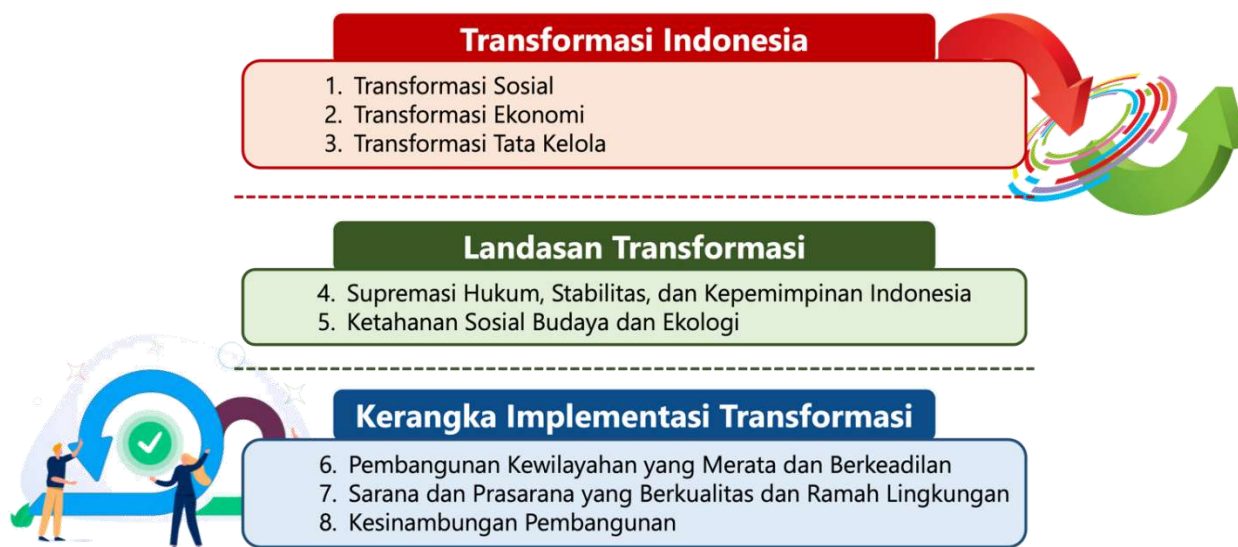 Transformasi Indonesia
1. Transformasi Sosial
2. Transformasi Ekonomi
3. Transformasi Tata Kelola
Landasan Transformasi
4. Supremasi Hukum, Stabilitas, dan Kepemimpinan Indonesia
5. Ketahanan Sosial Budaya dan Ekologi
Kerangka Implementasi Transformasi
6. Pembangunan Kewilayahan yang Merata dan Berkeadilan
7. Sarana dan Prasarana yang Berkualitas dan Ramah Lingkungan
8. Kesinambungan Pembangunan